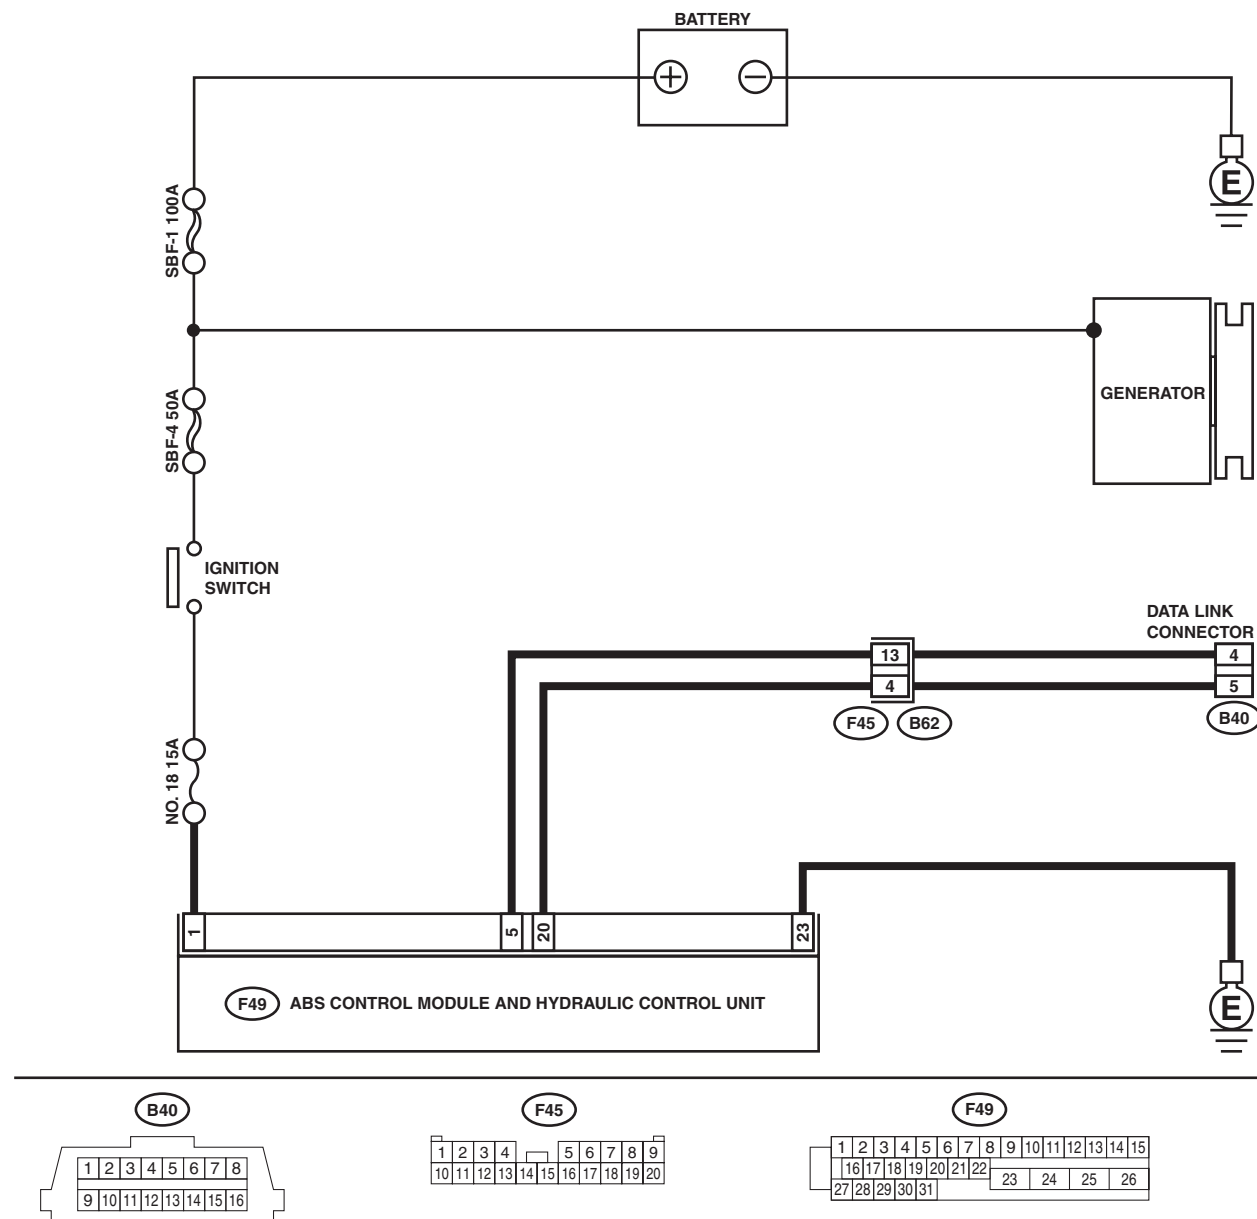 BATTERY
E
SBF-1 100A
GENERATOR
SBF-4 50A
IGNITION
SWITCH
DATA LINK
CONNECTOR
13 4
4 5
F45 B62 B40
NO. 18 15A
1 5 20 23
F49 ABS CONTROL MODULE AND HYDRAULIC CONTROL UNIT
E
B40 F45 F49
1 2 3 4 5 6 7 8
9 10 11 12 13 14 15 16
1 2 3 4 5 6 7 8 9
10 11 12 13 14 15 16 17 18 19 20
1 2 3 4 5 6 7 8 9 10 11 12 13 14 15
16 17 18 19 20 21 22 23 24 25 26
27 28 29 30 31